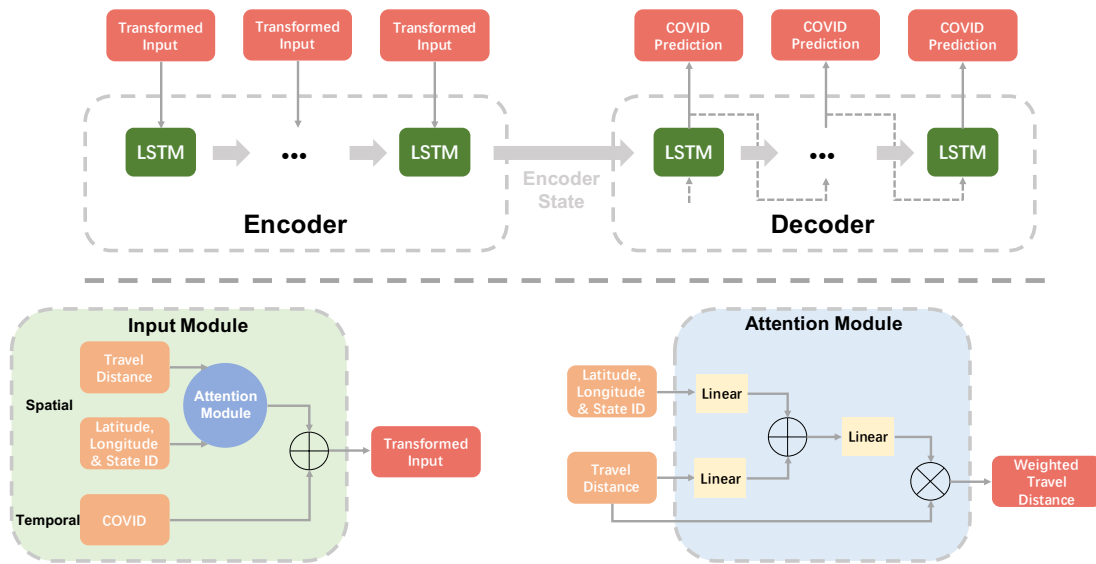 Transformed
Input
Transformed
Input
Transformed
Input
COVID
Prediction
COVID
Prediction
COVID
Prediction
LSTM
...
LSTM
Encoder
State
LSTM
...
LSTM
Encoder
Decoder
Input Module
Travel
Distance
Spatial
Attention
Module
Latitude,
Longitude
& State ID
Transformed
Input
Temporal
COVID
Attention Module
Latitude,
Longitude
& State ID
Linear
Linear
Travel
Distance
Linear
Weighted
Travel
Distance